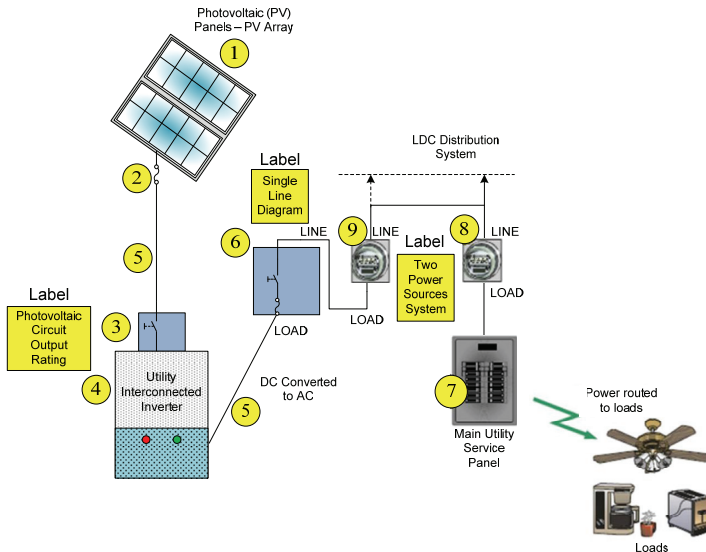 Photovoltaic (PV)
Panels – PV Array
1
2
LDC Distribution
System
Label
Single
Line
Diagram
LINE
6
9
LINE
Label
8
LINE
5
Two
Power
Sources
System
LOAD
LOAD
Label
Photovoltaic
Circuit
Output
Rating
3
LOAD
4
Utility
Interconnected
Inverter
DC Converted
to AC
5
7
Main Utility
Service
Panel
Power routed
to loads
Loads